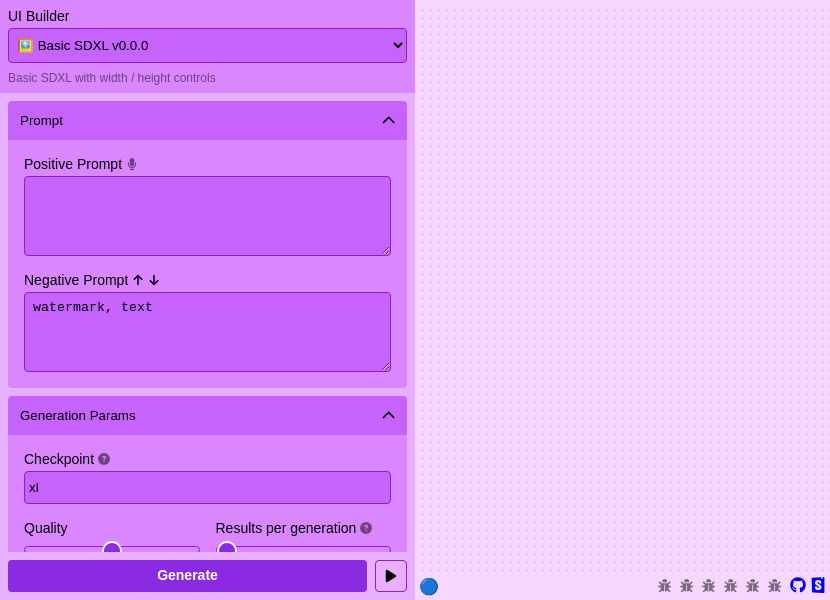 UI Builder
🖼️ Basic SDXL v0.0.0
Basic SDXL with width / height controls
Prompt
Positive Prompt
Negative Prompt
watermark, text
Generation Params
Checkpoint
xl
Quality
Results per generation
Generate